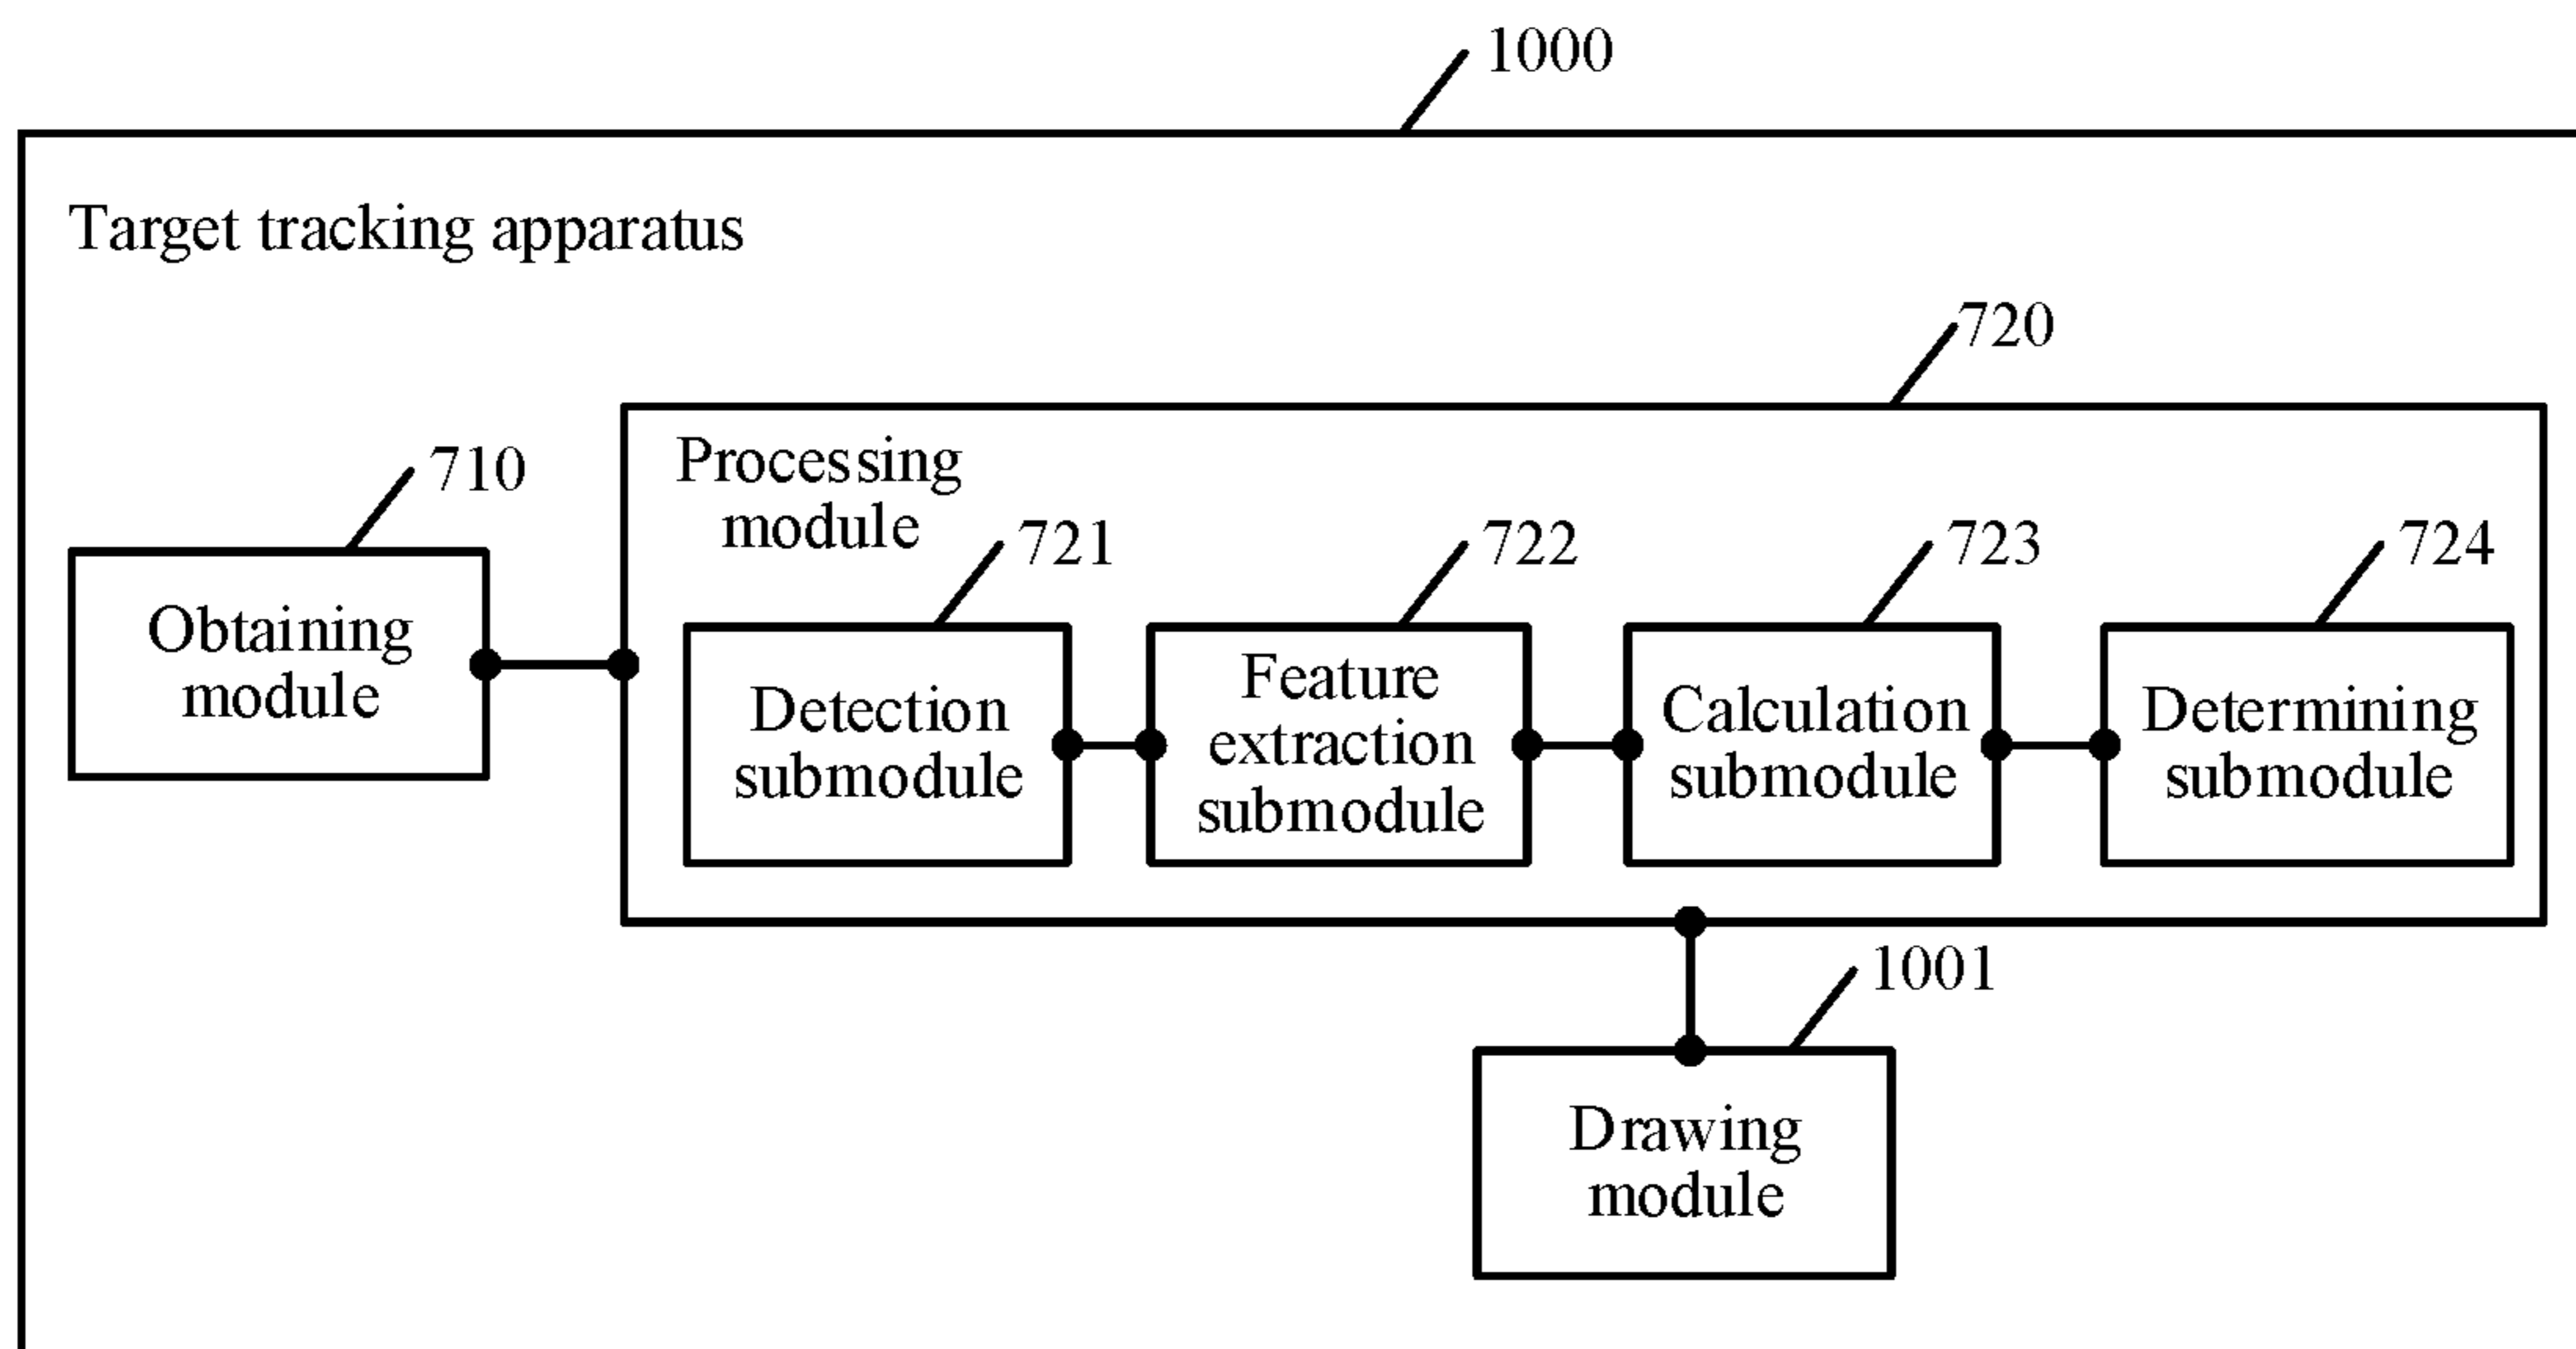 1000
Target tracking apparatus
720
Processing
module
710
Obtaining
module
721
Detection
submodule
722
Feature
extraction
submodule
723
Calculation
submodule
724
Determining
submodule
1001
Drawing
module